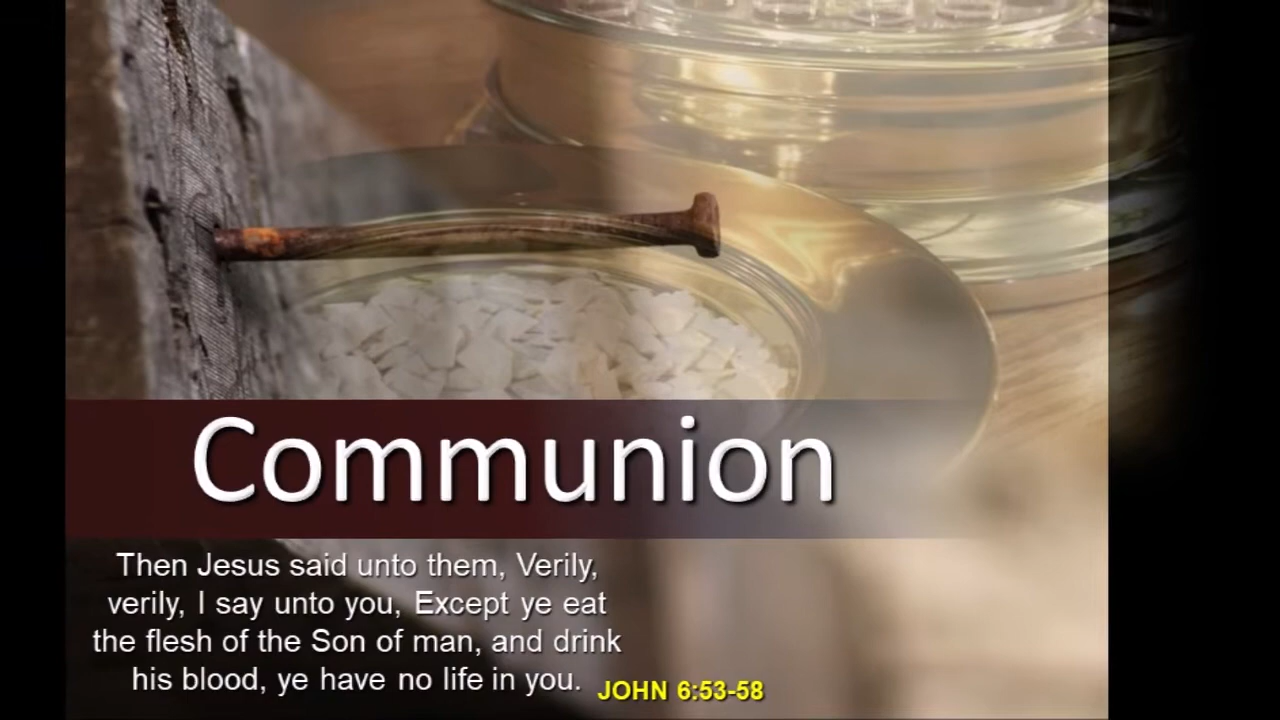 Communion
Then Jesus said unto them, Verily,
verily, I say unto you, Except ye eat
the flesh of the Son of man, and drink
his blood, ye have no life in you.
JOHN 6:53-58